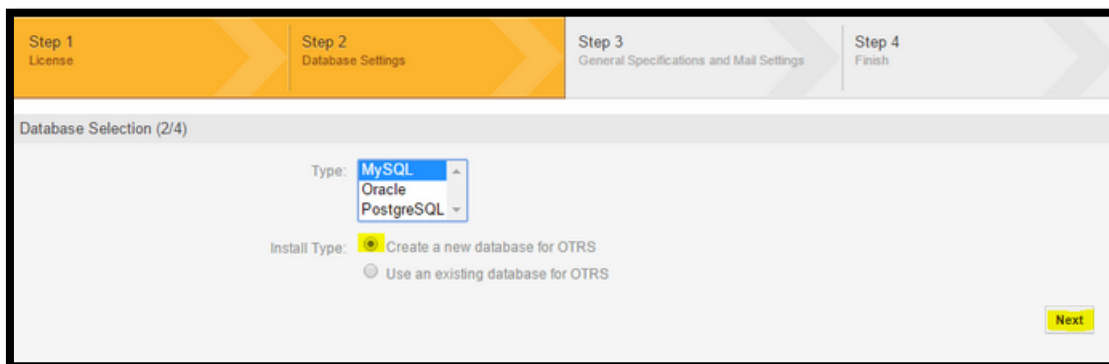 Step 1
License
Step 2
Database Settings
Step 3
General Specifications and Mail Settings
Step 4
Finish
Database Selection (2/4)
Type:
MySQL
Oracle
PostgreSQL
Install Type:
Create a new database for OTRS
Use an existing database for OTRS
Next